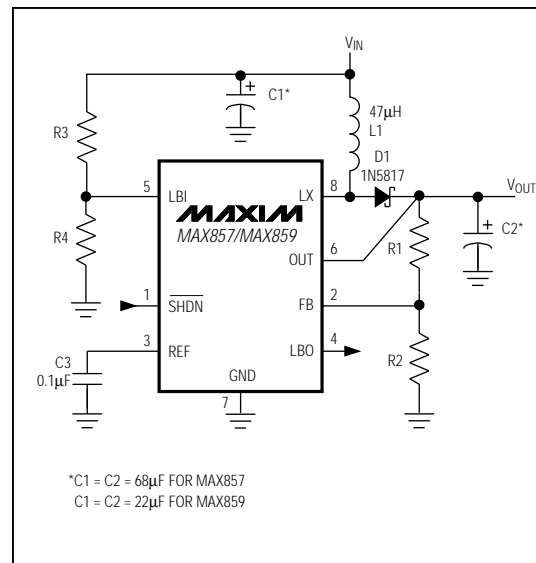 V_IN
C1*
47µH
L1
R3
D1
1N5817
5
LBI
LX
8
V_OUT
MAXIM
MAX857/MAX859
R4
OUT
6
R1
C2*
1
SHDN
FB
2
3
REF
LBO
4
C3
0.1µF
R2
GND
7
*C1 = C2 = 68µF FOR MAX857
C1 = C2 = 22µF FOR MAX859